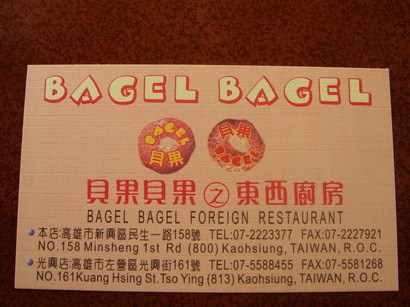 BAGEL BAGEL
BAGEL
貝果
貝果
BAGEL
貝果貝果之東西廚房
BAGEL BAGEL FOREIGN RESTAURANT
本店:高雄市新興區民生一路158號 TEL:07-2223377 FAX:07-2227921
NO.158 Minsheng 1st Rd (800) Kaohsiung, TAIWAN, R.O.C.
光興店:高雄市左營區光興街161號 TEL:07-5588455 FAX:07-5581268
NO.161Kuang Hsing St.Tso Ying (813) Kaohsiung, TAIWAN, R.O.C.